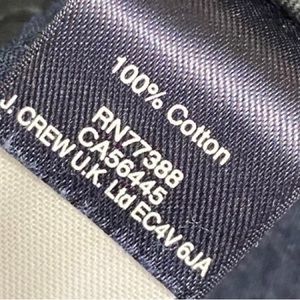 100% Cotton
RN77388
CA56445
J. CREW U.K. Ltd EC4V 6JA